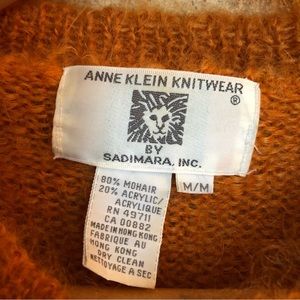 ANNE KLEIN KNITWEAR
®
BY
SADIMARA, INC.
M/M
80% MOHAIR
20% ACRYLIC/
ACRYLIQUE
RN 49711
CA 00882
MADE IN HONG KONG
FABRIQUE AU
HONG KONG
DRY CLEAN
NETTOYAGE A SEC